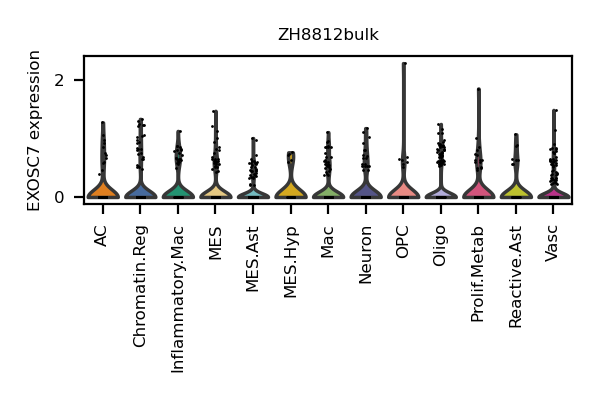 ZH8812bulk
EXOSC7 expression
2
0
AC
Chromatin.Reg
Inflammatory.Mac
MES
MES.Ast
MES.Hyp
Mac
Neuron
OPC
Oligo
Prolif.Metab
Reactive.Ast
Vasc